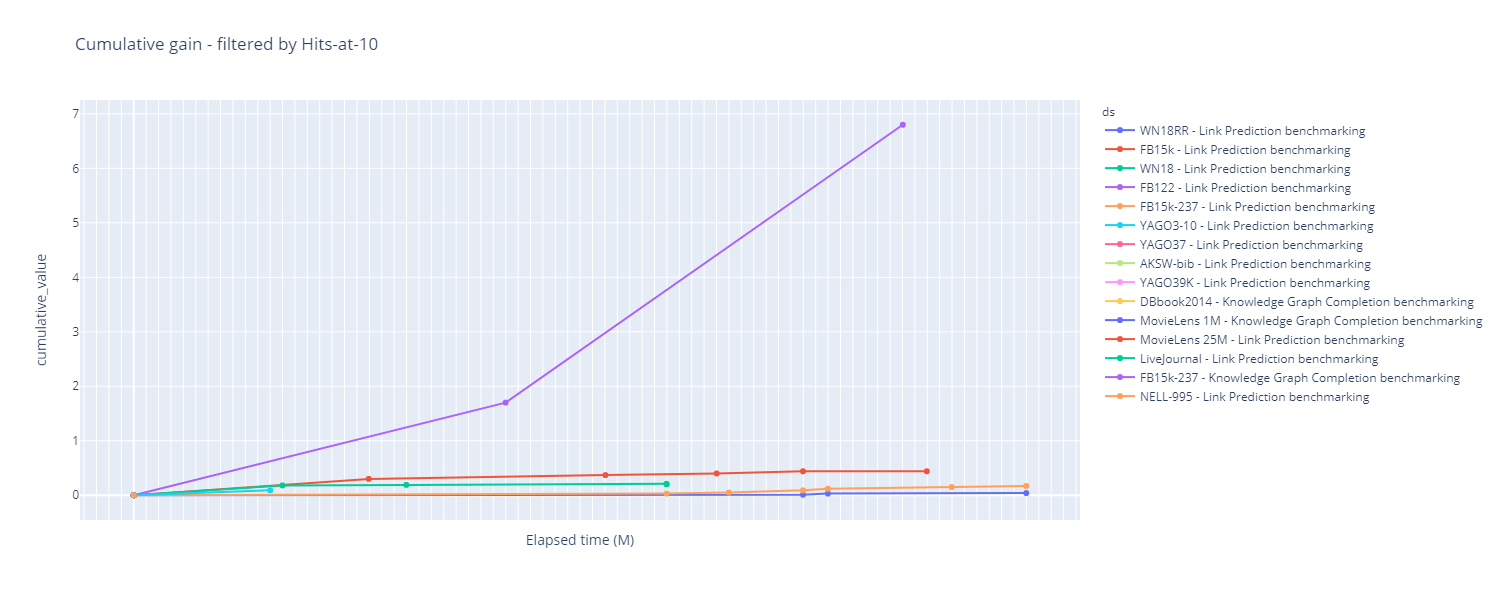 Cumulative gain - filtered by Hits-at-10
7
6
5
4
3
2
1
0
cumulative_value
Elapsed time (M)
ds
WN18RR - Link Prediction benchmarking
FB15k - Link Prediction benchmarking
WN18 - Link Prediction benchmarking
FB122 - Link Prediction benchmarking
FB15k-237 - Link Prediction benchmarking
YAGO3-10 - Link Prediction benchmarking
YAGO37 - Link Prediction benchmarking
AKSW-bib - Link Prediction benchmarking
YAGO39K - Link Prediction benchmarking
DBbook2014 - Knowledge Graph Completion benchmarking
MovieLens 1M - Knowledge Graph Completion benchmarking
MovieLens 25M - Link Prediction benchmarking
LiveJournal - Link Prediction benchmarking
FB15k-237 - Knowledge Graph Completion benchmarking
NELL-995 - Link Prediction benchmarking